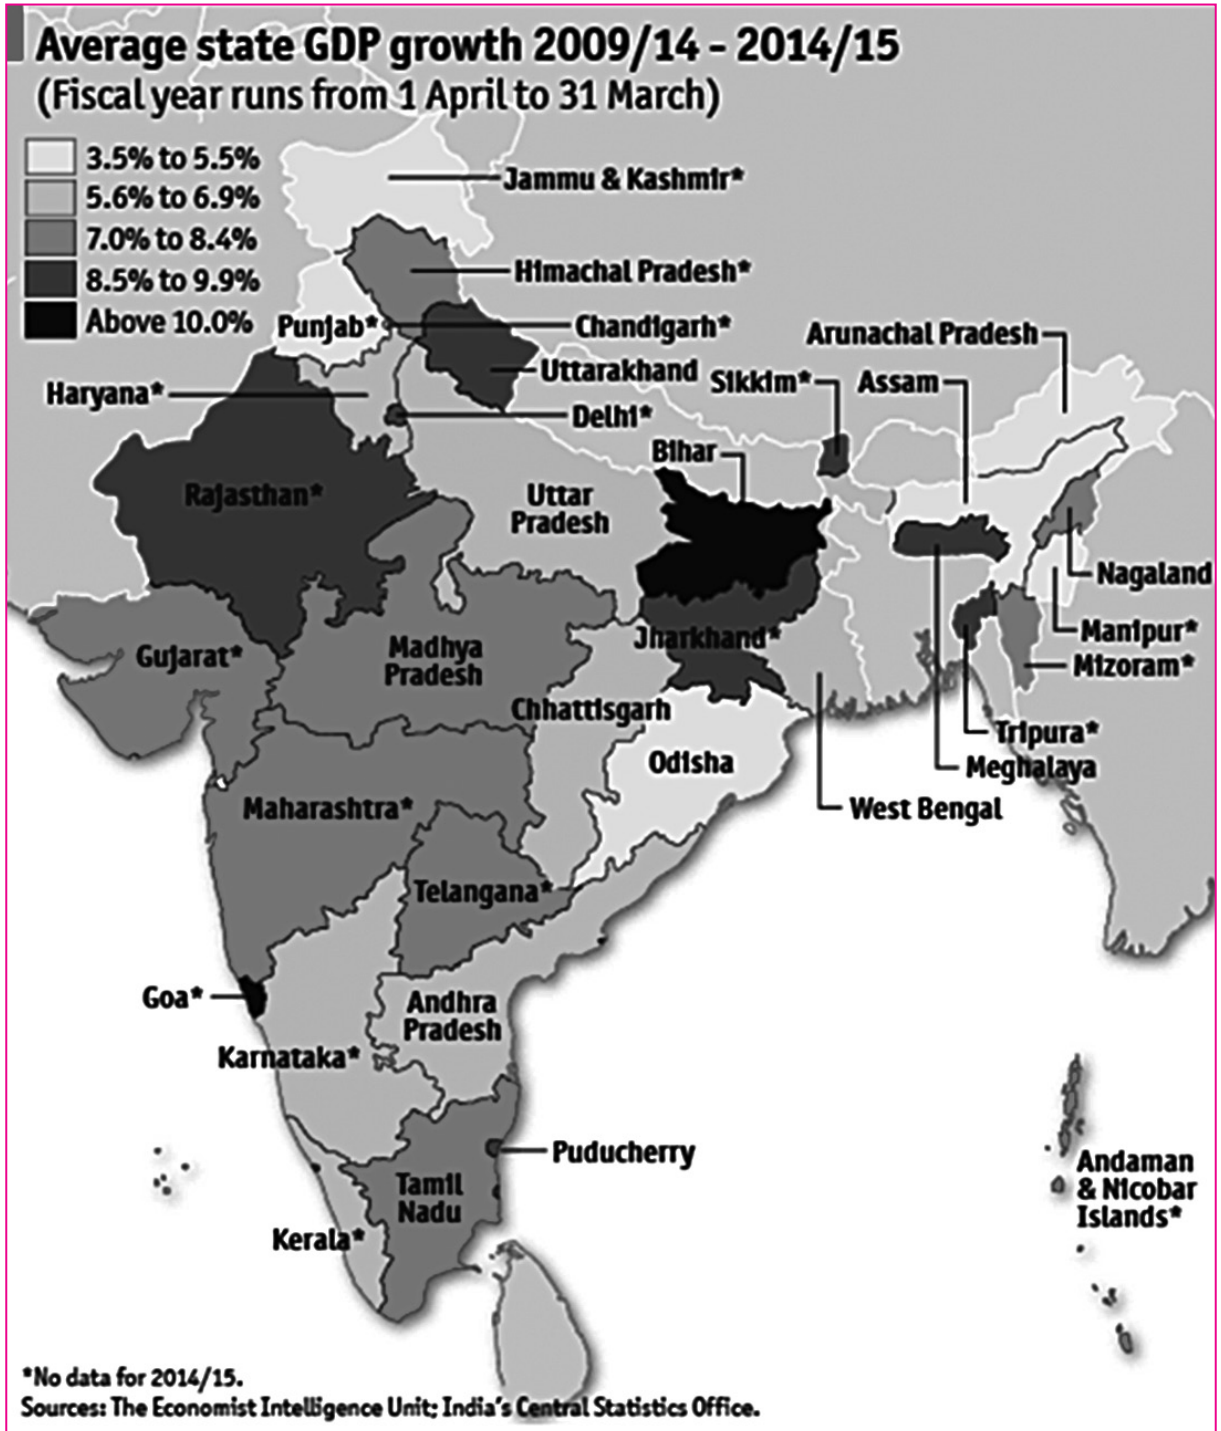 Average state GDP growth 2009/14 - 2014/15
(Fiscal year runs from 1 April to 31 March)
3.5% to 5.5%
5.6% to 6.9%
7.0% to 8.4%
8.5% to 9.9%
Above 10.0%
Jammu & Kashmir*
Himachal Pradesh*
Punjab*
Chandigarh*
Arunachal Pradesh
Uttarakhand
Sikkim*
Assam
Haryana*
Delhi*
Bihar
Rajasthan*
Uttar
Pradesh
Nagaland
Manipur*
Mizoram*
Jharkhand*
Gujarat*
Madhya
Pradesh
Chhattisgarh
Tripura*
Meghalaya
Odisha
West Bengal
Maharashtra*
Telangana*
Goa*
Andhra
Pradesh
Karnataka*
Puducherry
Andaman
& Nicobar
Islands*
Tamil
Nadu
Kerala*
*No data for 2014/15.
Sources: The Economist Intelligence Unit; India's Central Statistics Office.